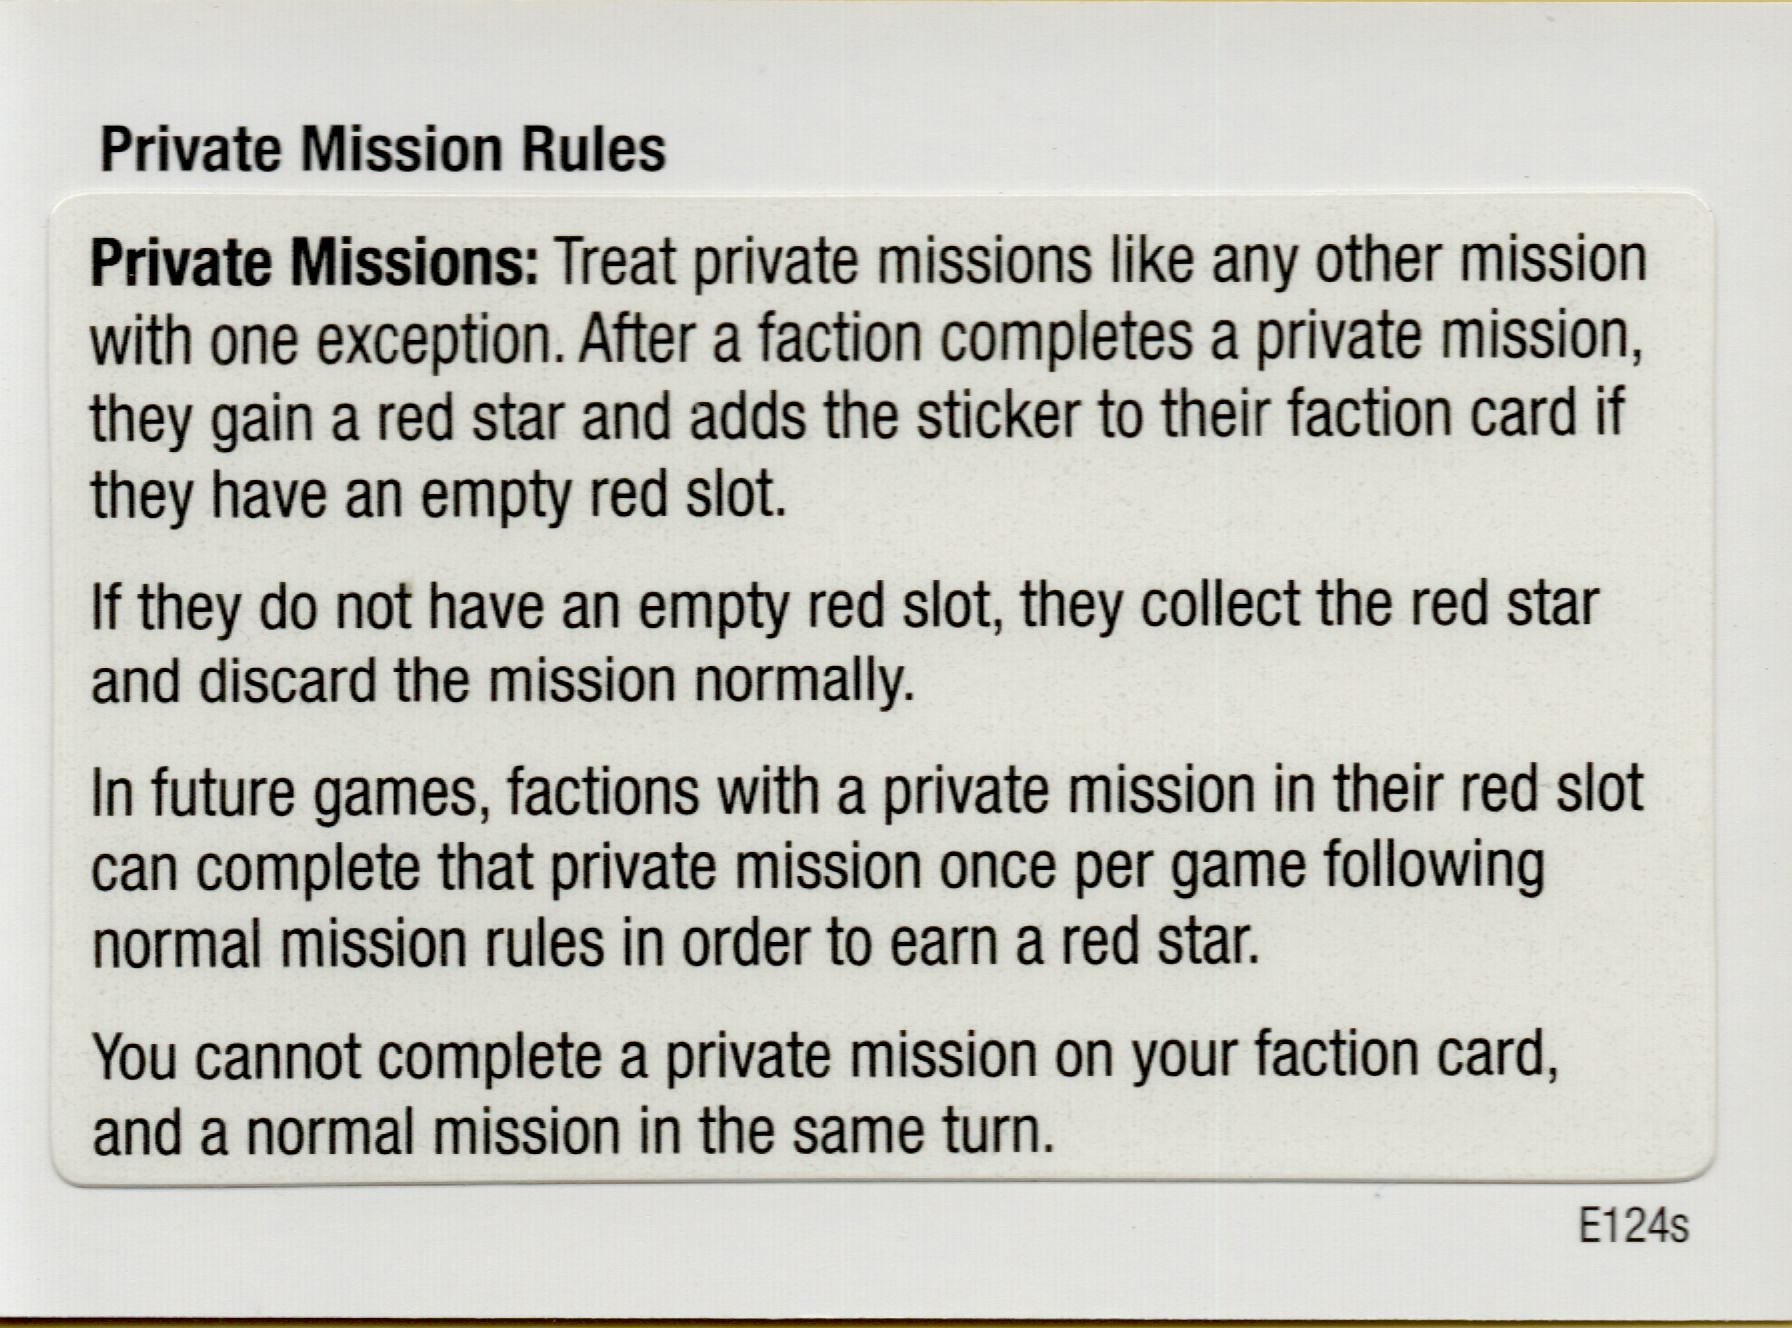 Private Mission Rules
Private Missions: Treat private missions like any other mission
with one exception. After a faction completes a private mission,
they gain a red star and adds the sticker to their faction card if
they have an empty red slot.
If they do not have an empty red slot, they collect the red star
and discard the mission normally.
In future games, factions with a private mission in their red slot
can complete that private mission once per game following
normal mission rules in order to earn a red star.
You cannot complete a private mission on your faction card,
and a normal mission in the same turn.
E124s